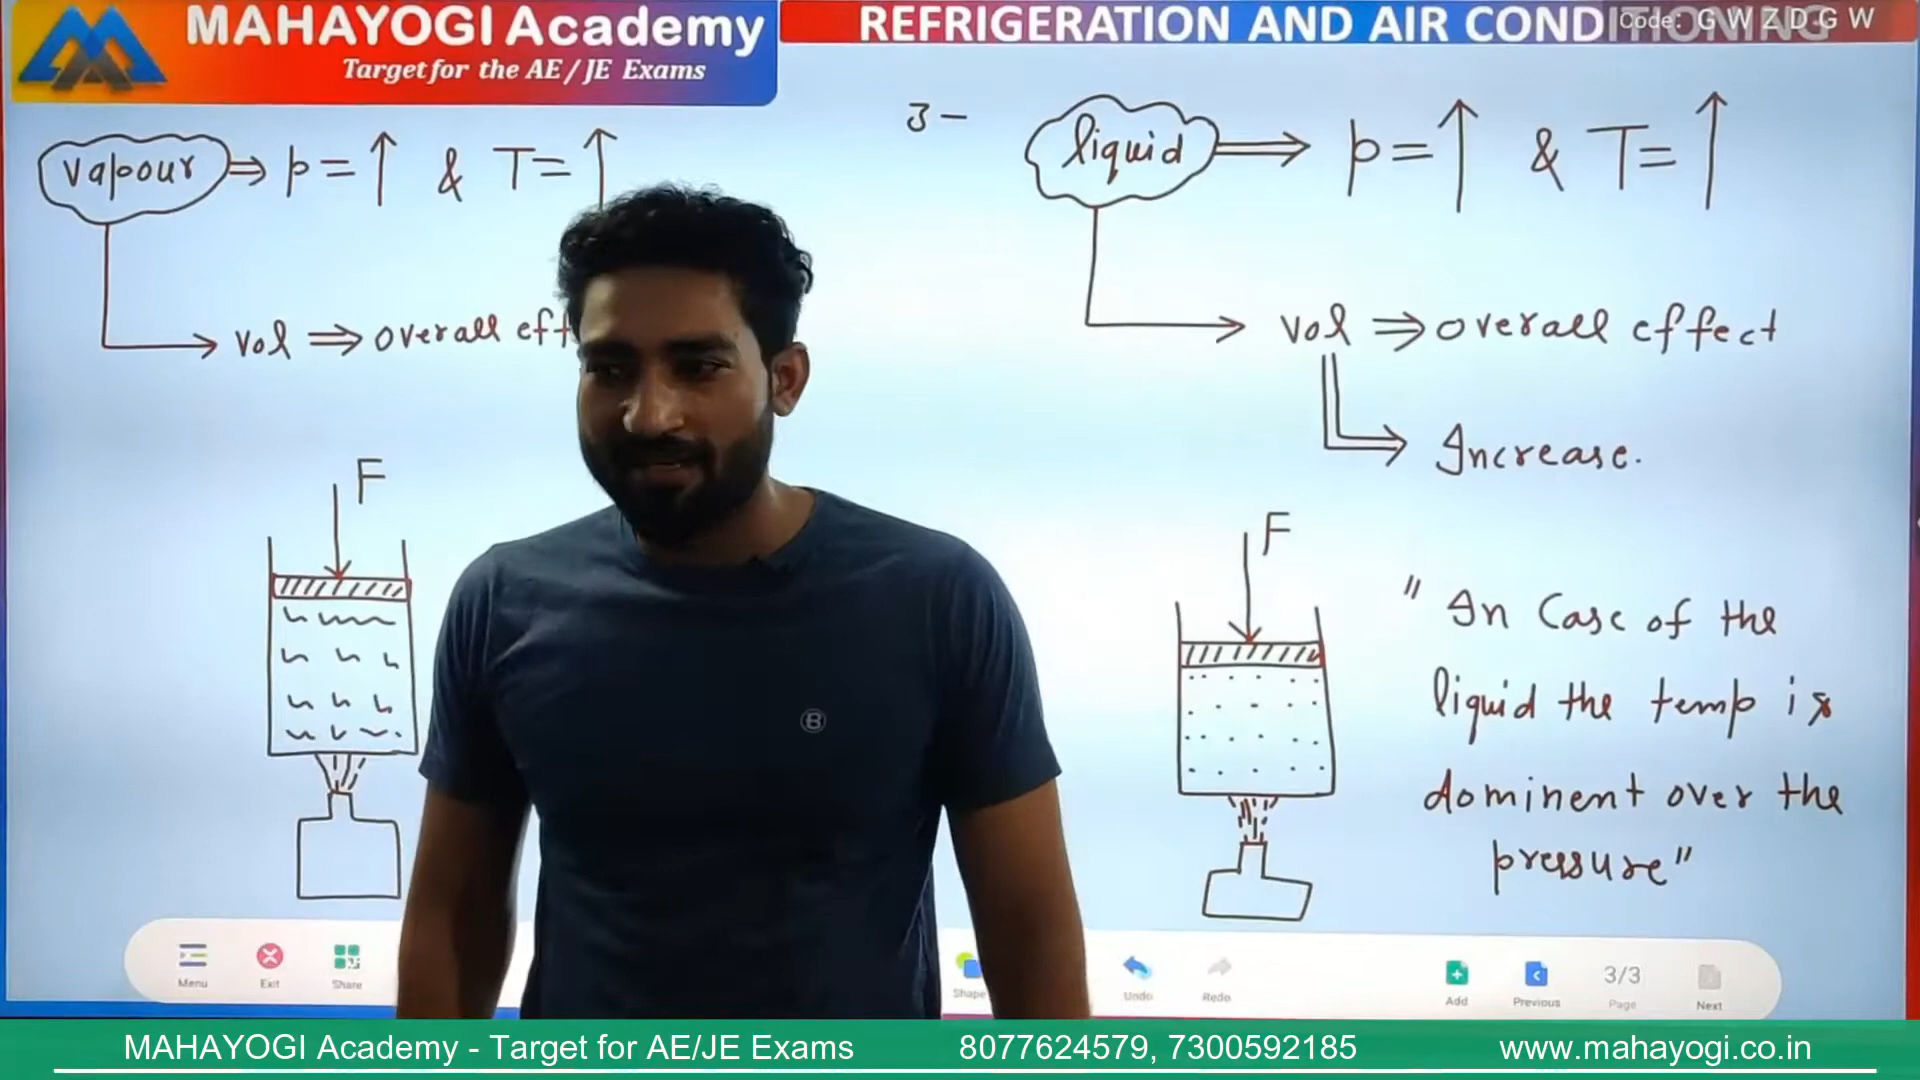 MAHAYOGI Academy
Target for the AE/JE Exams
REFRIGERATION AND AIR CONDITIONING
Code: G W Z D G W
vapour ⇒ p = ↑ & T = ↑
vol ⇒ overall eff
F
3 -
liquid ⇒ p = ↑ & T = ↑
vol ⇒ overall effect
Increase.
F
" In Case of the
liquid the temp is
dominent over the
pressure"
Menu
Exit
Share
Shape
Undo
Redo
Add
Previous
3/3
Page
Next
B
MAHAYOGI Academy - Target for AE/JE Exams
8077624579, 7300592185
www.mahayogi.co.in